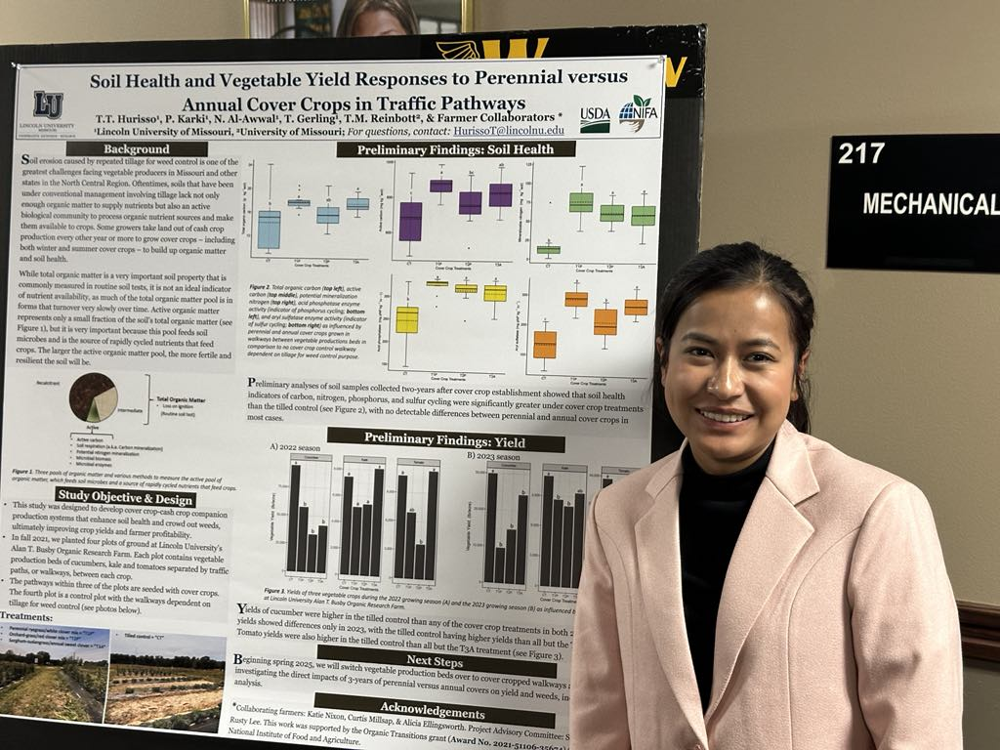 Soil Health and Vegetable Yield Responses to Perennial versus
Annual Cover Crops in Traffic Pathways
T.T. Hurisso¹, P. Karki¹, N. Al-Awwal¹, T. Gerling¹, T.M. Reinbott², & Farmer Collaborators *
¹Lincoln University of Missouri, ²University of Missouri; For questions, contact: HurissoT@lincolnu.edu
LU
LINCOLN UNIVERSITY
USDA
NIFA
217
MECHANICAL
Background
Soil erosion caused by repeated tillage for weed control is one of the
greatest challenges facing vegetable producers in Missouri and other
states in the North Central Region. Oftentimes, soils that have been
under conventional management involving tillage lack not only
enough organic matter to supply nutrients but also an active
biological community to process organic nutrient sources and make
them available to crops. Some growers take land out of cash crop
production every other year or more to grow cover crops – including
both winter and summer cover crops – to build up organic matter
and soil health.
While total organic matter is a very important soil property that is
commonly measured in routine soil tests, it is not an ideal indicator
of nutrient availability, as much of the total organic matter pool is in
forms that turnover very slowly over time. Active organic matter
represents only a small fraction of the soil's total organic matter (see
Figure 1), but it is very important because this pool feeds soil
microbes and is the source of rapidly cycled nutrients that feed
crops. The larger the active organic matter pool, the more fertile and
resilient the soil will be.
Recalcitrant
Intermediate
Active
Total Organic Matter
• Loss on ignition
(Routine soil test)
• Active carbon
• Soil respiration (a.k.a. Carbon mineralization)
• Potential nitrogen mineralization
• Microbial biomass
• Microbial enzymes
Figure 1. Three pools of organic matter and various methods to measure the active pool of
organic matter, which feeds soil microbes and a source of rapidly cycled nutrients that feed crops.
Study Objective & Design
• This study was designed to develop cover crop-cash crop companion
production systems that enhance soil health and crowd out weeds,
ultimately improving crop yields and farmer profitability.
• In fall 2021, we planted four plots of ground at Lincoln University's
Alan T. Busby Organic Research Farm. Each plot contains vegetable
production beds of cucumbers, kale and tomatoes separated by traffic
paths, or walkways, between each crop.
• The pathways within three of the plots are seeded with cover crops.
The fourth plot is a control plot with the walkways dependent on
tillage for weed control (see photos below).
Treatments:
• Perennial ryegrass/white clover mix =
• Orchard-grass/red clover mix =
• Sorghum-sudangrass/annual sweet clover = "T3A"
• Tilled control = "CT"
Preliminary Findings: Soil Health
CT T1P T2P T3A
Cover Crop Treatments
Figure 2. Total organic carbon (top left), active
carbon (top middle), potential mineralization
nitrogen (top right), acid phosphatase enzyme
activity (indicator of phosphorus cycling; bottom
left), and aryl sulfatase enzyme activity (indicator
of sulfur cycling; bottom right) as influenced by
perennial and annual cover crops grown in
walkways between vegetable production beds in
comparison to no cover crop control walkway
dependent on tillage for weed control purpose.
Preliminary analyses of soil samples collected two-years after cover crop establishment showed that soil health
indicators of carbon, nitrogen, phosphorus, and sulfur cycling were significantly greater under cover crop treatments
than the tilled control (see Figure 2), with no detectable differences between perennial and annual cover crops in
most cases.
Preliminary Findings: Yield
A) 2022 season
B) 2023 season
Cucumber Kale Tomato
Cucumber Kale Tomato
Vegetable Yield (lbs/acre)
Cover Crop Treatments
Figure 3. Yields of three vegetable crops during the 2022 growing season (A) and the 2023 growing season (B) as influenced
at Lincoln University Alan T. Busby Organic Research Farm.
Yields of cucumber were higher in the tilled control than any of the cover crop treatments in both
yields showed differences only in 2023, with the tilled control having higher yields than all but the
Tomato yields were also higher in the tilled control than all but the T3A treatment (see Figure 3).
Next Steps
Beginning spring 2025, we will switch vegetable production beds over to cover cropped walkways
investigating the direct impacts of 3-years of perennial versus annual covers on yield and weeds,
analysis.
Acknowledgements
*Collaborating farmers: Katie Nixon, Curtis Millsap, & Alicia Ellingsworth. Project Advisory Committee:
Rusty Lee. This work was supported by the Organic Transitions grant (Award No. 2021-51106-35674)
National Institute of Food and Agriculture.